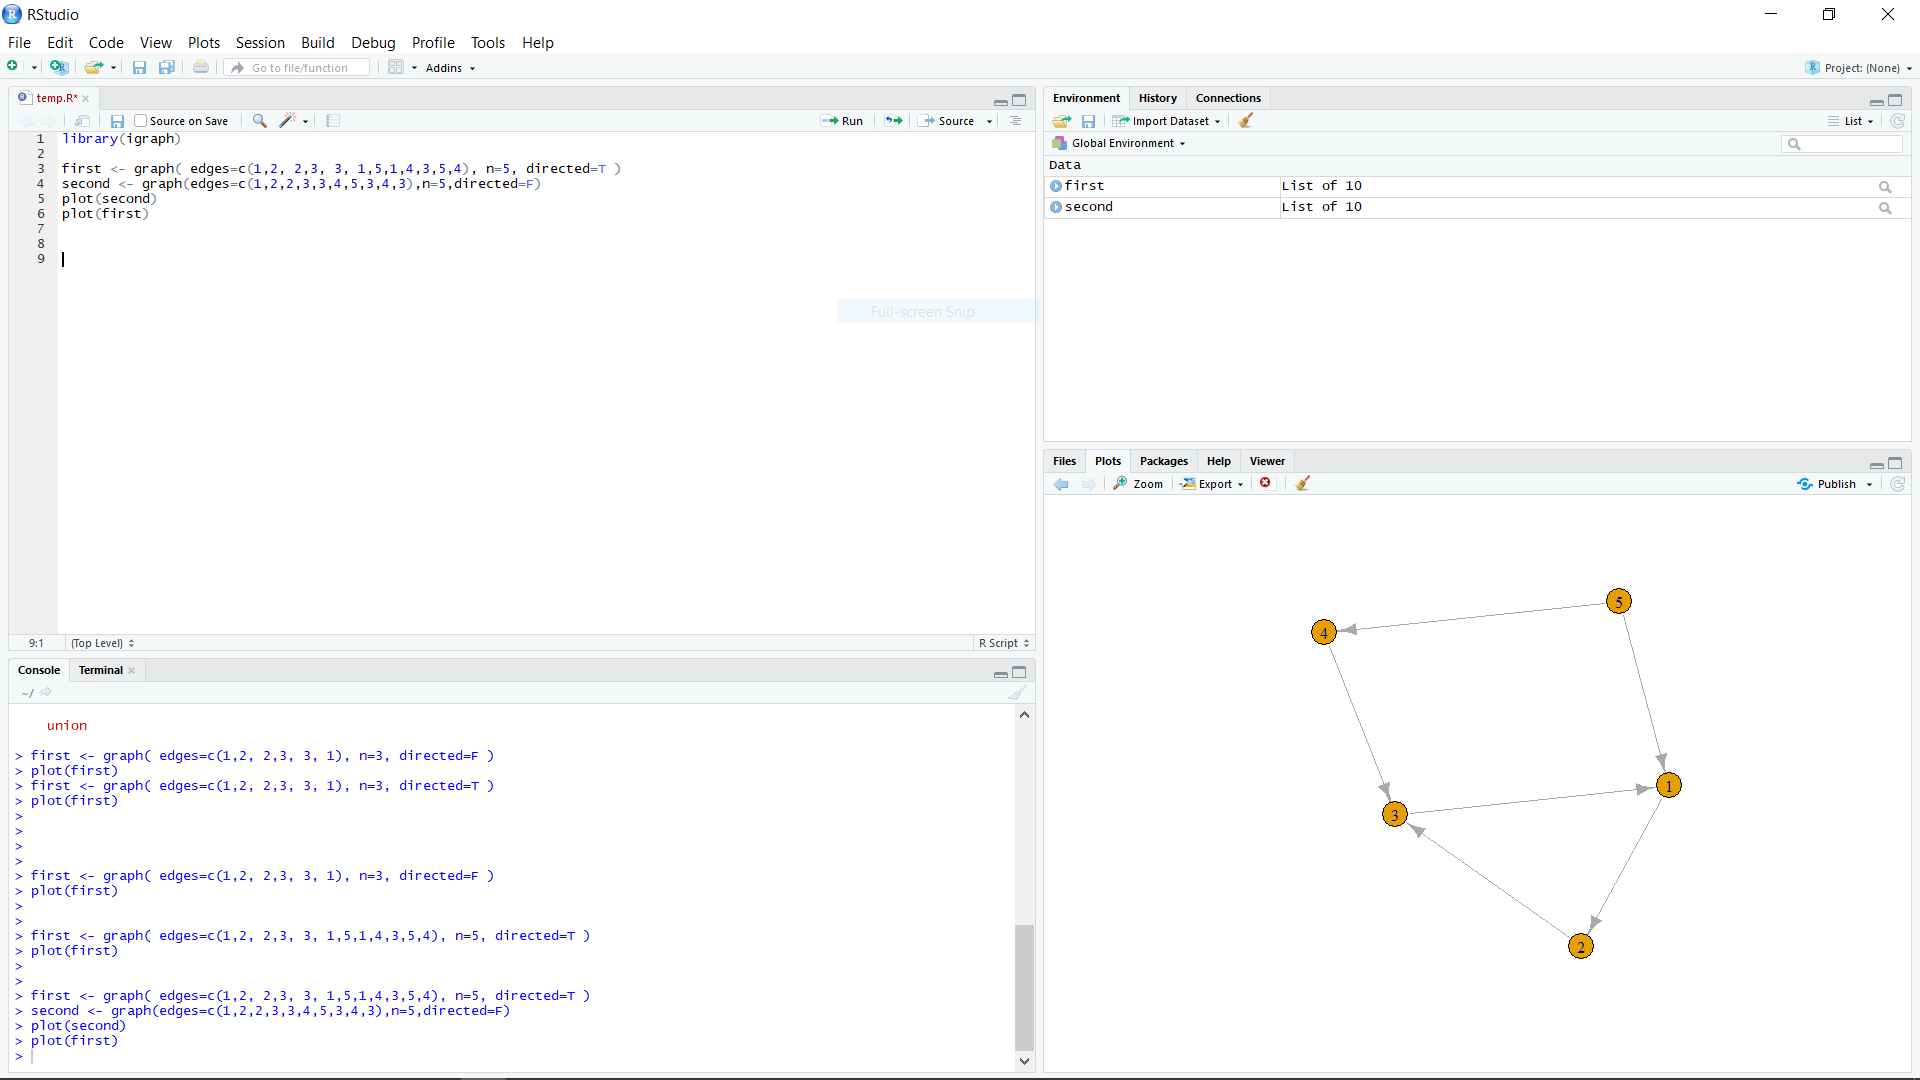 RStudio
File Edit Code View Plots Session Build Debug Profile Tools Help
Go to file/function Addins Project: (None)
temp.R*
Source on Save Run Source
1 library(igraph)
2
3 first <- graph( edges=c(1,2, 2,3, 3, 1,5,1,4,3,5,4), n=5, directed=T )
4 second <- graph(edges=c(1,2,2,3,3,4,5,3,4,3),n=5,directed=F)
5 plot(second)
6 plot(first)
7
8
9
Full-screen Snip
9:1 (Top Level) R Script
Console Terminal
~/
union
> first <- graph( edges=c(1,2, 2,3, 3, 1), n=3, directed=F )
> plot(first)
> first <- graph( edges=c(1,2, 2,3, 3, 1), n=3, directed=T )
> plot(first)
>
>
>
>
> first <- graph( edges=c(1,2, 2,3, 3, 1), n=3, directed=F )
> plot(first)
>
>
> first <- graph( edges=c(1,2, 2,3, 3, 1,5,1,4,3,5,4), n=5, directed=T )
> plot(first)
>
>
> first <- graph( edges=c(1,2, 2,3, 3, 1,5,1,4,3,5,4), n=5, directed=T )
> second <- graph(edges=c(1,2,2,3,3,4,5,3,4,3),n=5,directed=F)
> plot(second)
> plot(first)
>
Environment History Connections
Import Dataset List
Global Environment
Data
first List of 10
second List of 10
Files Plots Packages Help Viewer
Zoom Export Publish
5
4
1
3
2